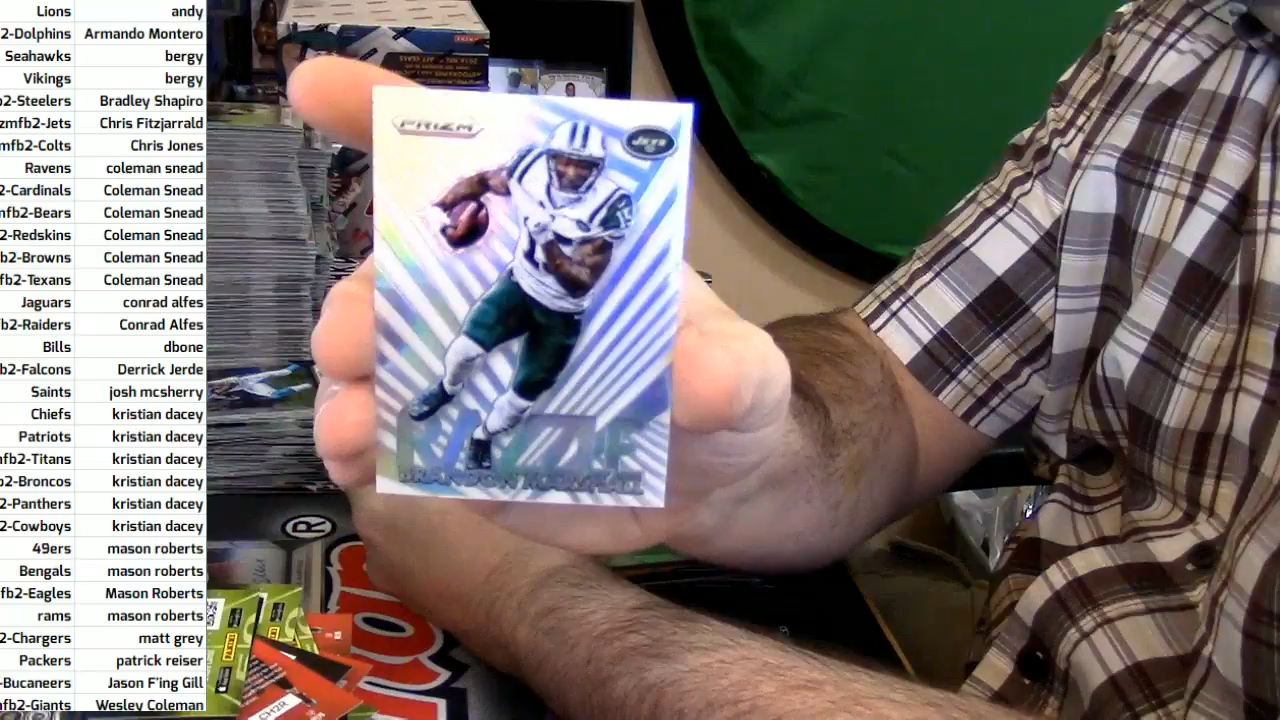 Lions andy
2-Dolphins Armando Montero
Seahawks bergy
Vikings bergy
b2-Steelers Bradley Shapiro
zmfb2-Jets Chris Fitzjarrald
mfb2-Colts Chris Jones
Ravens coleman snead
2-Cardinals Coleman Snead
nfb2-Bears Coleman Snead
2-Redskins Coleman Snead
fb2-Browns Coleman Snead
fb2-Texans Coleman Snead
Jaguars conrad alfes
fb2-Raiders Conrad Alfes
Bills dbone
b2-Falcons Derrick Jerde
Saints josh mcsherry
Chiefs kristian dacey
Patriots kristian dacey
nfb2-Titans kristian dacey
b2-Broncos kristian dacey
2-Panthers kristian dacey
2-Cowboys kristian dacey
49ers mason roberts
Bengals mason roberts
nfb2-Eagles Mason Roberts
rams mason roberts
2-Chargers matt grey
Packers patrick reiser
-Bucaneers Jason F'ing Gill
nfb2-Giants Wesley Coleman
PRIZM
JETS
BRANDON MARSHALL
PANINI
®